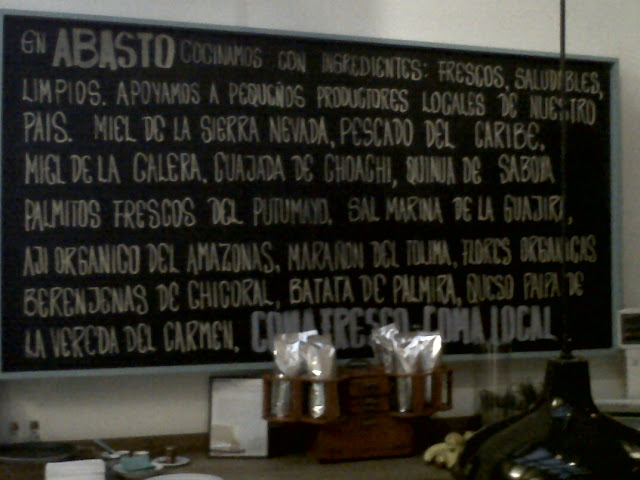 EN ABASTO COCINAMOS CON INGREDIENTES: FRESCOS, SALUDABLES,
LIMPIOS. APOYAMOS A PEQUEÑOS PRODUCTORES LOCALES DE NUESTRO
PAIS. MIEL DE LA SIERRA NEVADA, PESCADO DEL CARIBE,
MIEL DE LA CALERA, CUAJADA DE CHOACHI, QUINUA DE SABOYA
PALMITOS FRESCOS DEL PUTUMAYO, SAL MARINA DE LA GUAJIRA,
AJI ORGANICO DEL AMAZONAS, MARAÑON DEL TOLIMA, FLORES ORGANICAS
BERENJENAS DE CHICORAL, BATATA DE PALMIRA, QUESO PAIPA DE
LA VEREDA DEL CARMEN. COMA FRESCO - COMA LOCAL